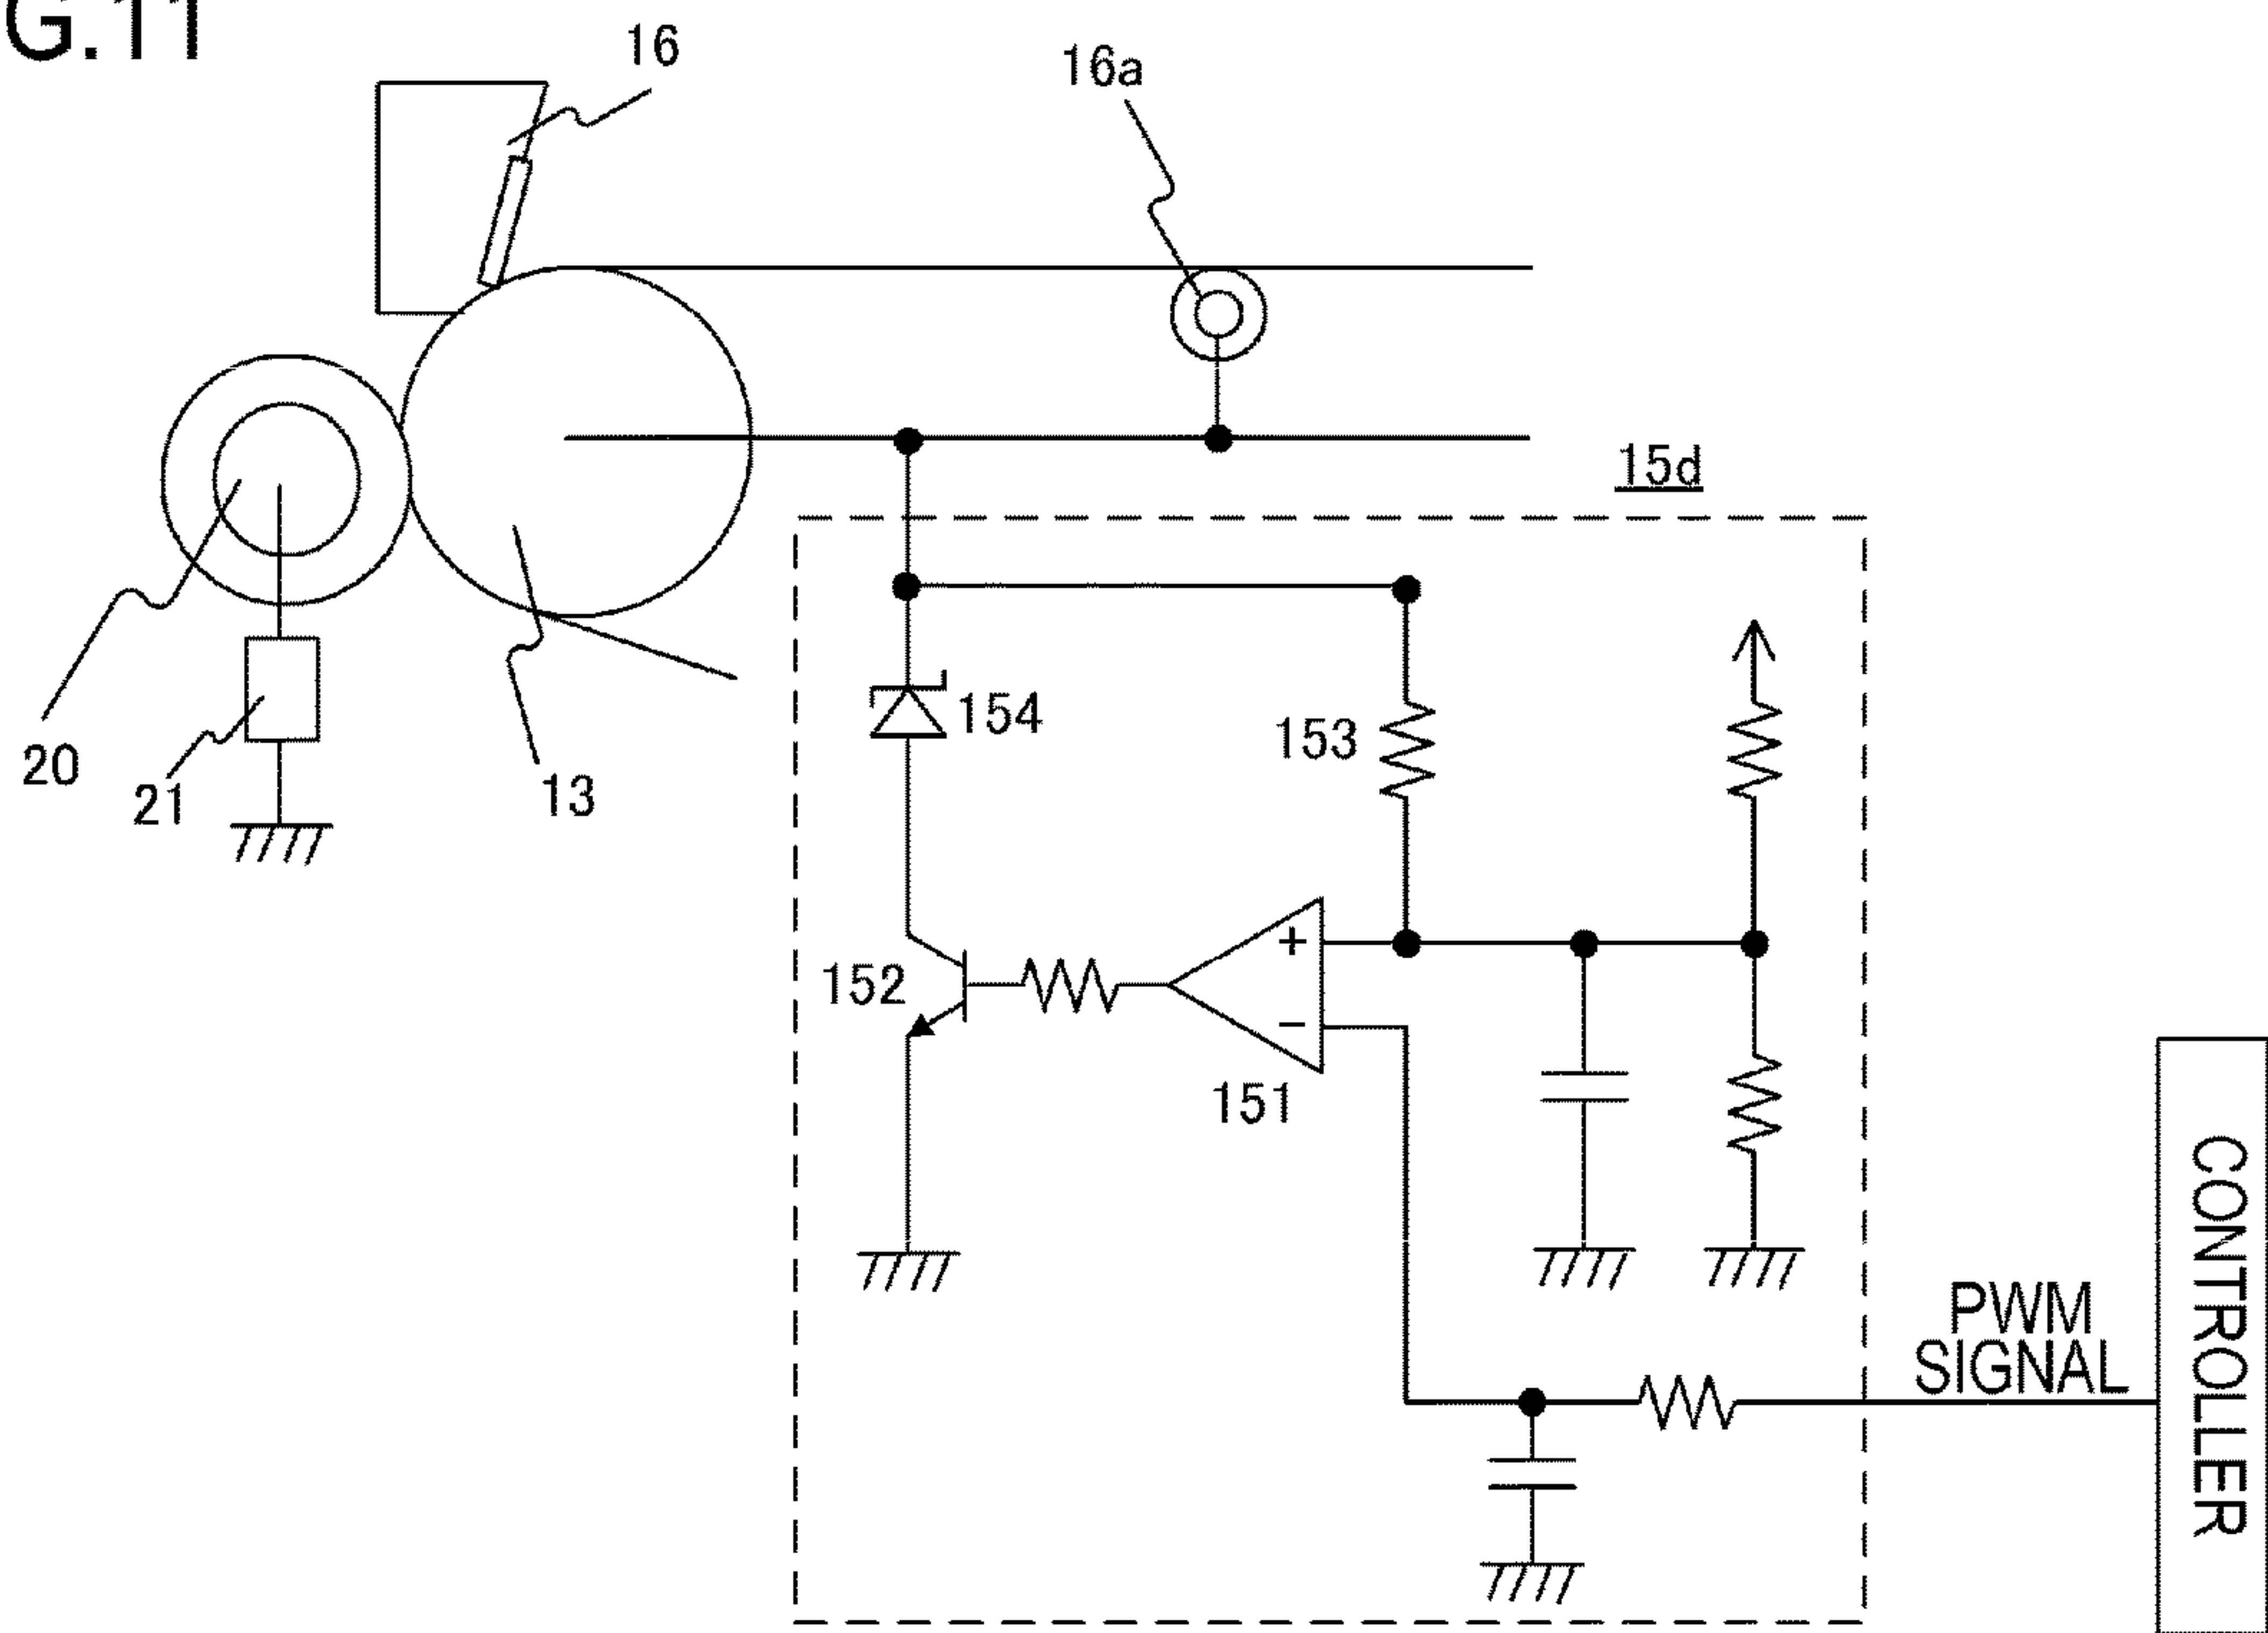 G.11
16
16a
15d
20
21
13
154
153
152
+
−
151
PWM
SIGNAL
CONTROLLER